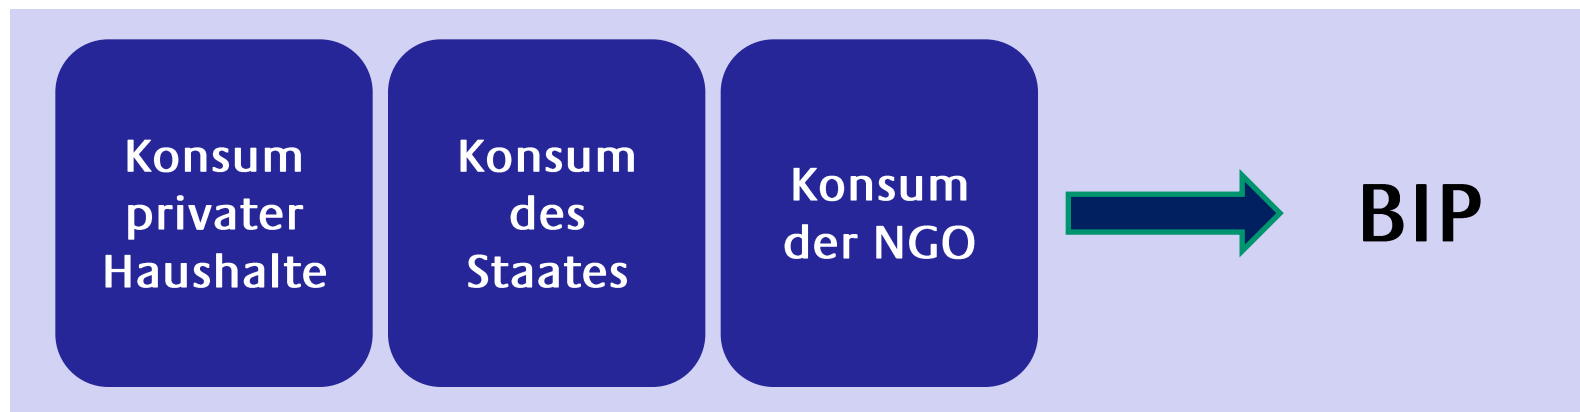 Konsum
privater
Haushalte
Konsum
des
Staates
Konsum
der NGO
BIP